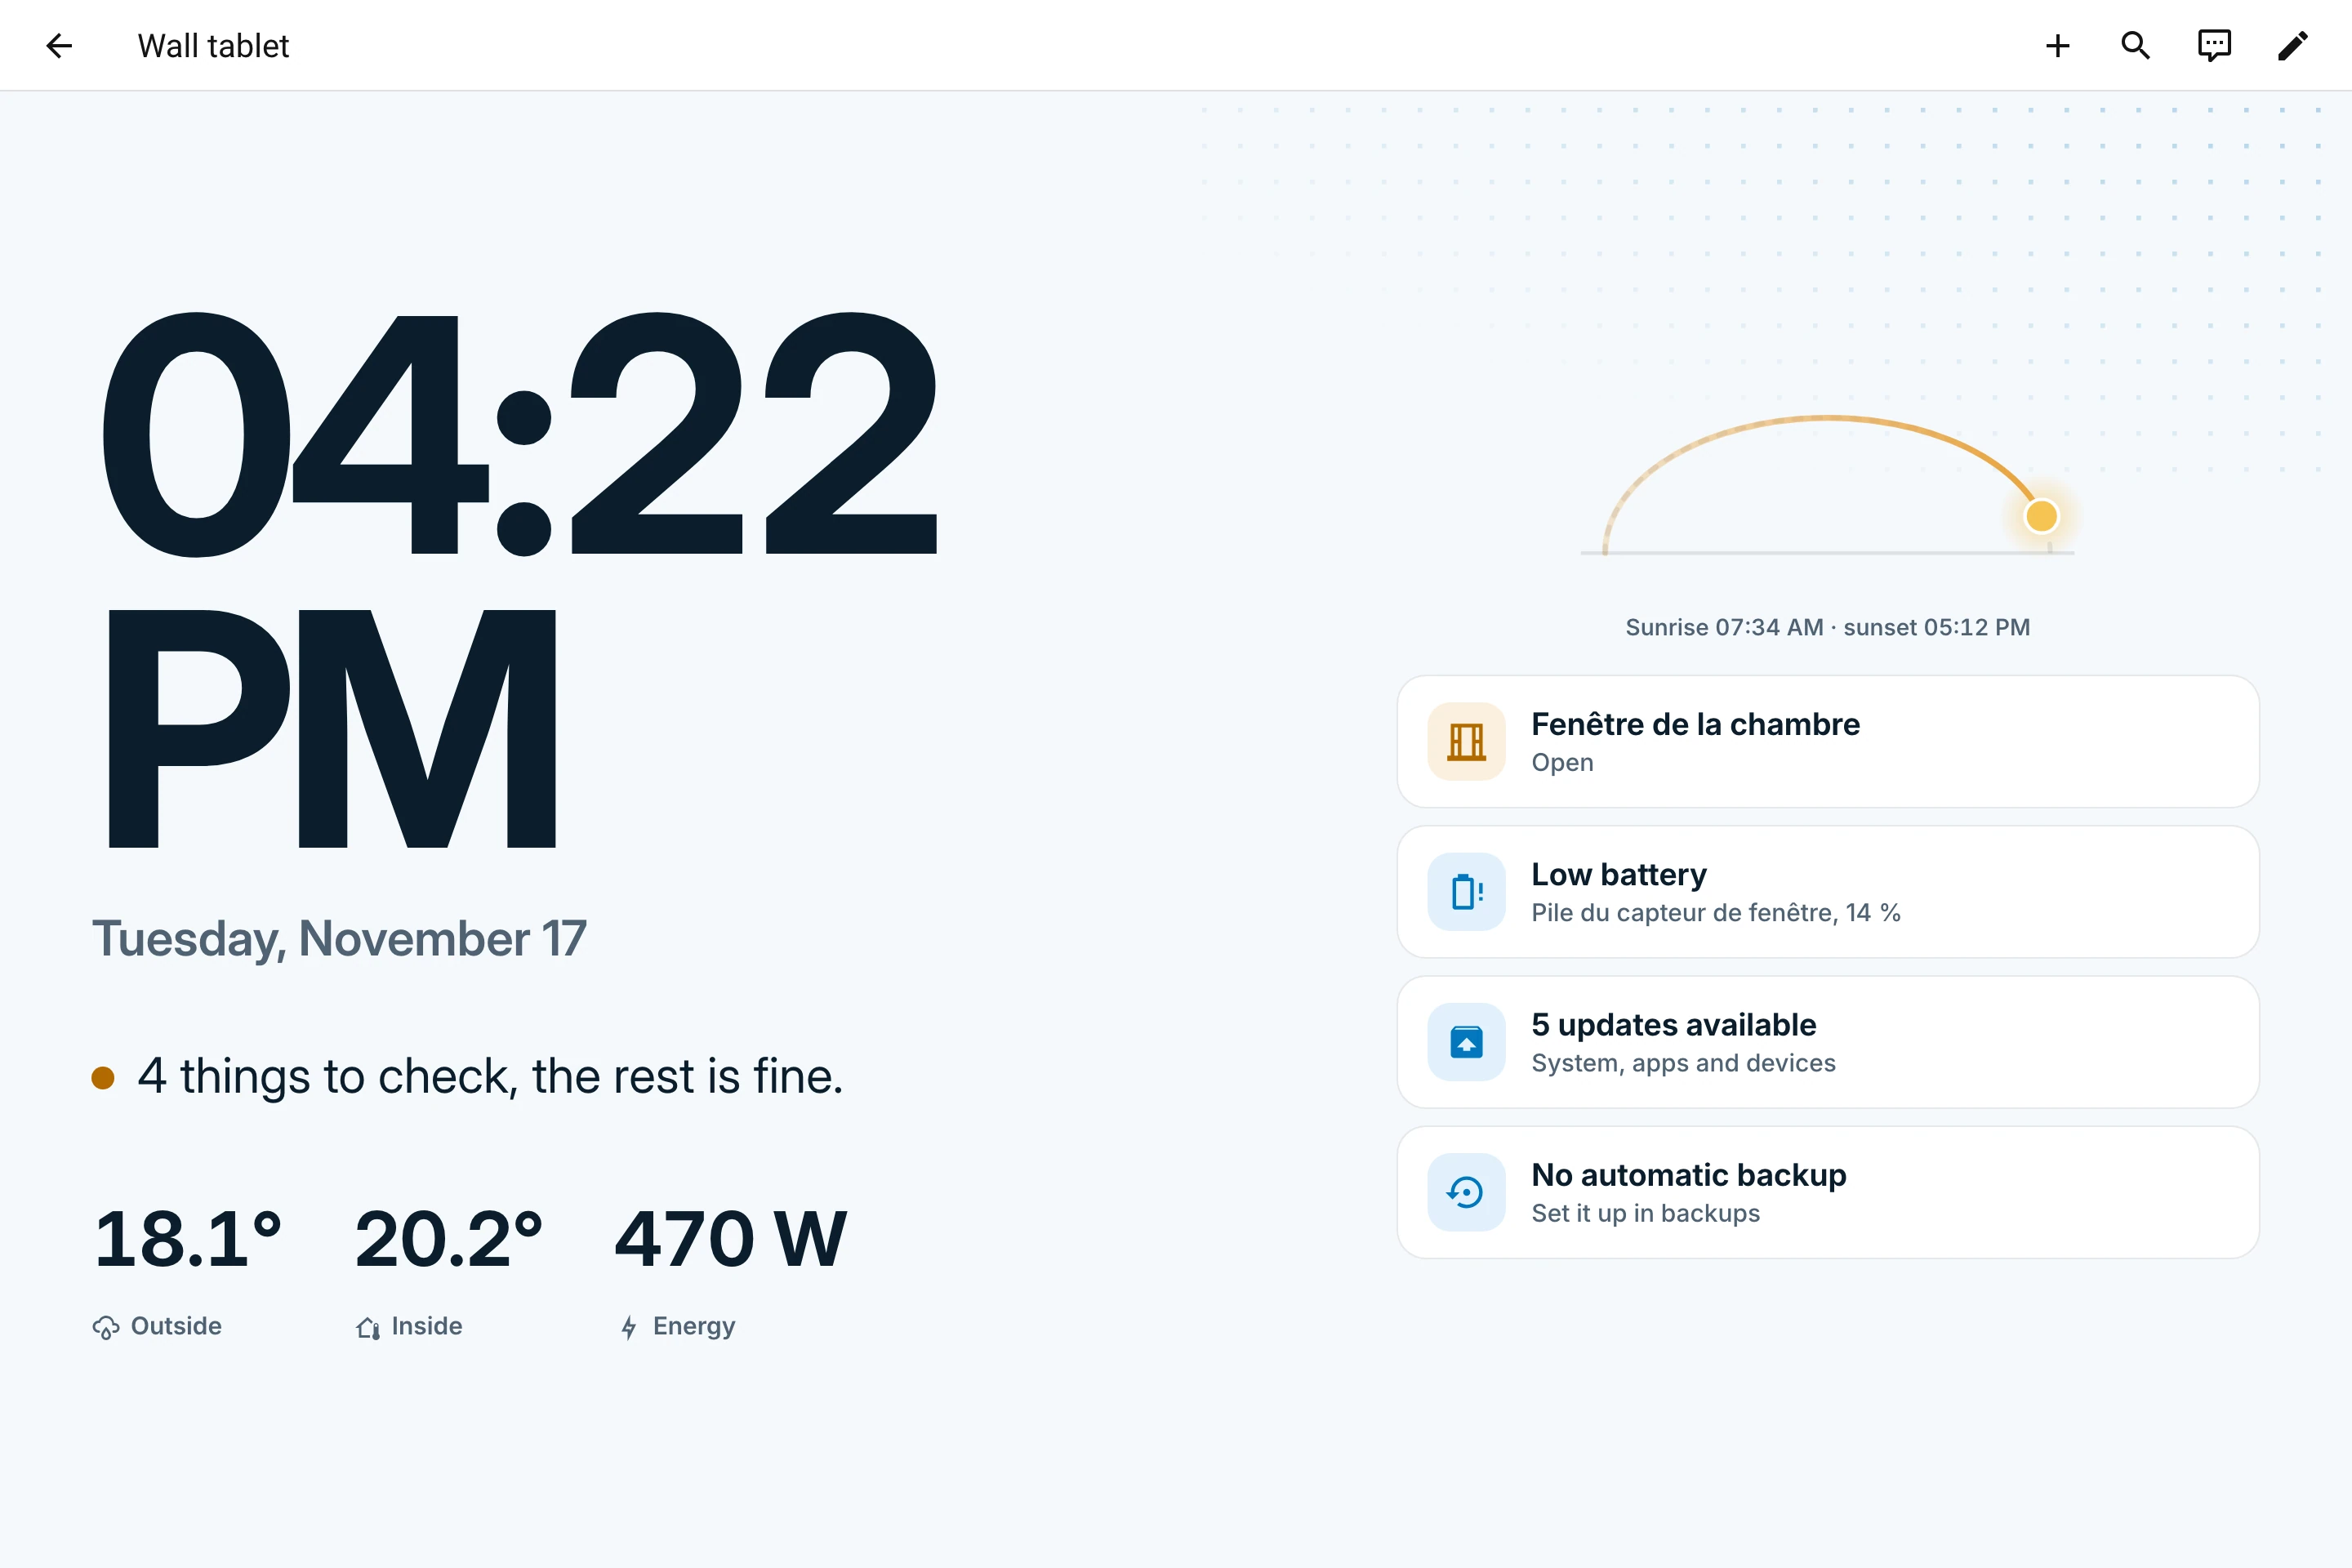 Wall tablet
04:22
PM
Tuesday, November 17
4 things to check, the rest is fine.
18.1° 20.2° 470 W
Outside Inside Energy
Sunrise 07:34 AM · sunset 05:12 PM
Fenêtre de la chambre
Open
Low battery
Pile du capteur de fenêtre, 14 %
5 updates available
System, apps and devices
No automatic backup
Set it up in backups